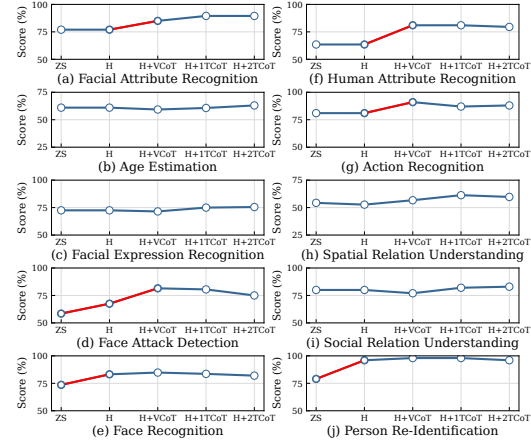 Score (%)
100
75
50
ZS H H+VCoT H+1TCoT H+2TCoT
(a) Facial Attribute Recognition
Score (%)
75
50
25
ZS H H+VCoT H+1TCoT H+2TCoT
(b) Age Estimation
Score (%)
100
75
50
ZS H H+VCoT H+1TCoT H+2TCoT
(c) Facial Expression Recognition
Score (%)
100
75
50
ZS H H+VCoT H+1TCoT H+2TCoT
(d) Face Attack Detection
Score (%)
100
75
50
ZS H H+VCoT H+1TCoT H+2TCoT
(e) Face Recognition
Score (%)
100
75
50
ZS H H+VCoT H+1TCoT H+2TCoT
(f) Human Attribute Recognition
Score (%)
100
75
50
ZS H H+VCoT H+1TCoT H+2TCoT
(g) Action Recognition
Score (%)
75
50
25
ZS H H+VCoT H+1TCoT H+2TCoT
(h) Spatial Relation Understanding
Score (%)
100
75
50
ZS H H+VCoT H+1TCoT H+2TCoT
(i) Social Relation Understanding
Score (%)
100
75
50
ZS H H+VCoT H+1TCoT H+2TCoT
(j) Person Re-Identification